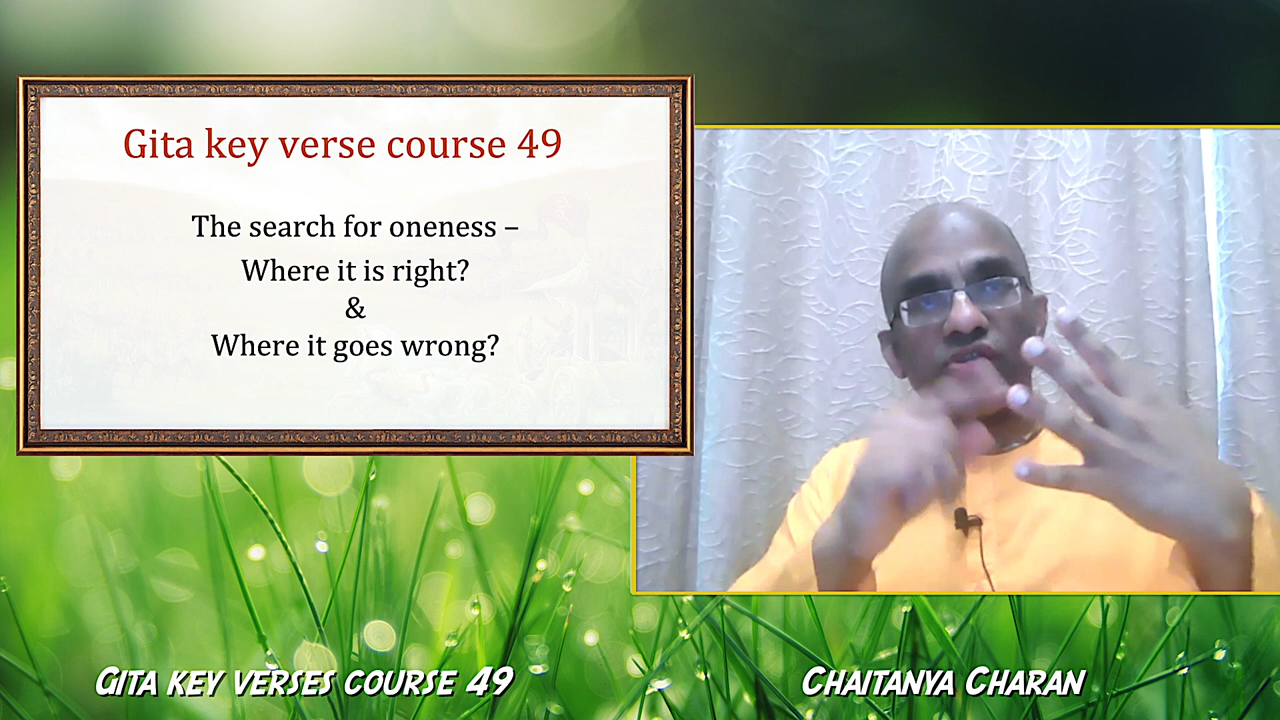 Gita key verse course 49
The search for oneness –
Where it is right?
&
Where it goes wrong?
Gita key verses course 49
Chaitanya Charan